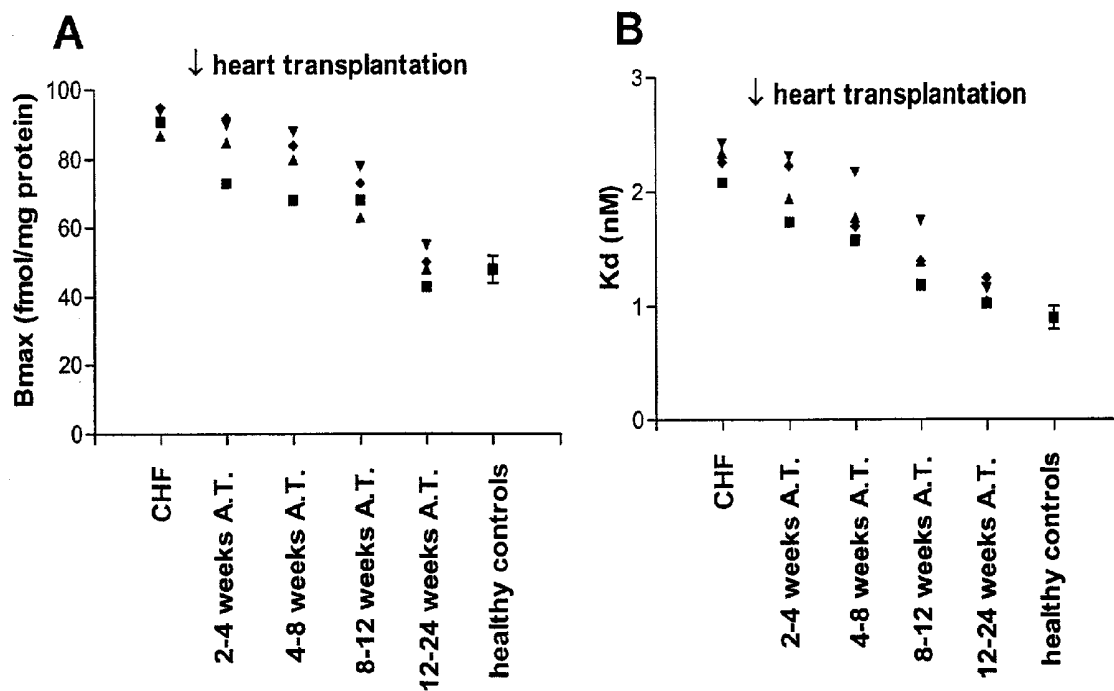 A
↓ heart transplantation
Bmax (fmol/mg protein)
100
80
60
40
20
0
CHF
2-4 weeks A.T.
4-8 weeks A.T.
8-12 weeks A.T.
12-24 weeks A.T.
healthy controls
B
↓ heart transplantation
Kd (nM)
3
2
1
0
CHF
2-4 weeks A.T.
4-8 weeks A.T.
8-12 weeks A.T.
12-24 weeks A.T.
healthy controls